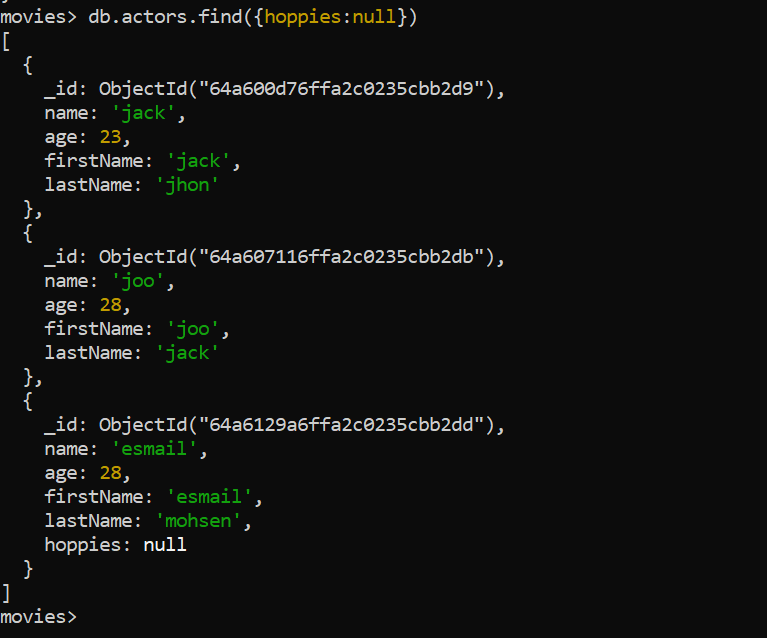 movies> db.actors.find({hoppies:null})
[
  {
    _id: ObjectId("64a600d76ffa2c0235cbb2d9"),
    name: 'jack',
    age: 23,
    firstName: 'jack',
    lastName: 'jhon'
  },
  {
    _id: ObjectId("64a607116ffa2c0235cbb2db"),
    name: 'joo',
    age: 28,
    firstName: 'joo',
    lastName: 'jack'
  },
  {
    _id: ObjectId("64a6129a6ffa2c0235cbb2dd"),
    name: 'esmail',
    age: 28,
    firstName: 'esmail',
    lastName: 'mohsen',
    hoppies: null
  }
]
movies>